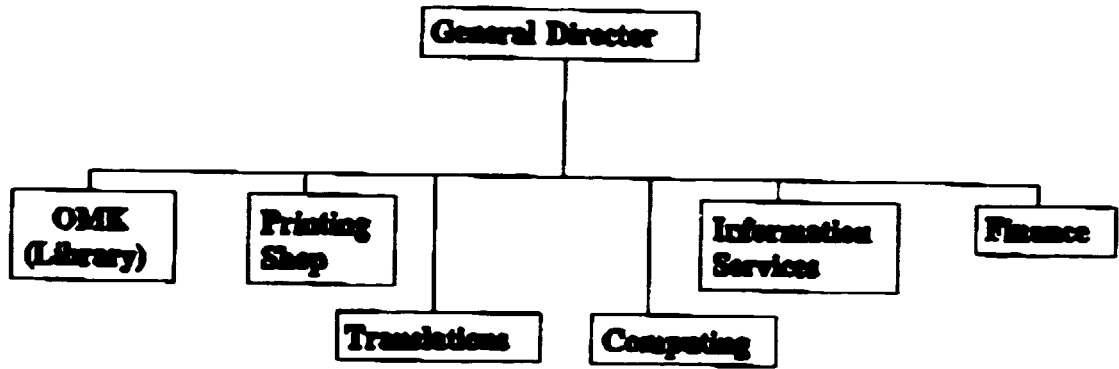 General Director
OMK
(Library)
Printing
Shop
Translations
Computing
Information
Services
Finance